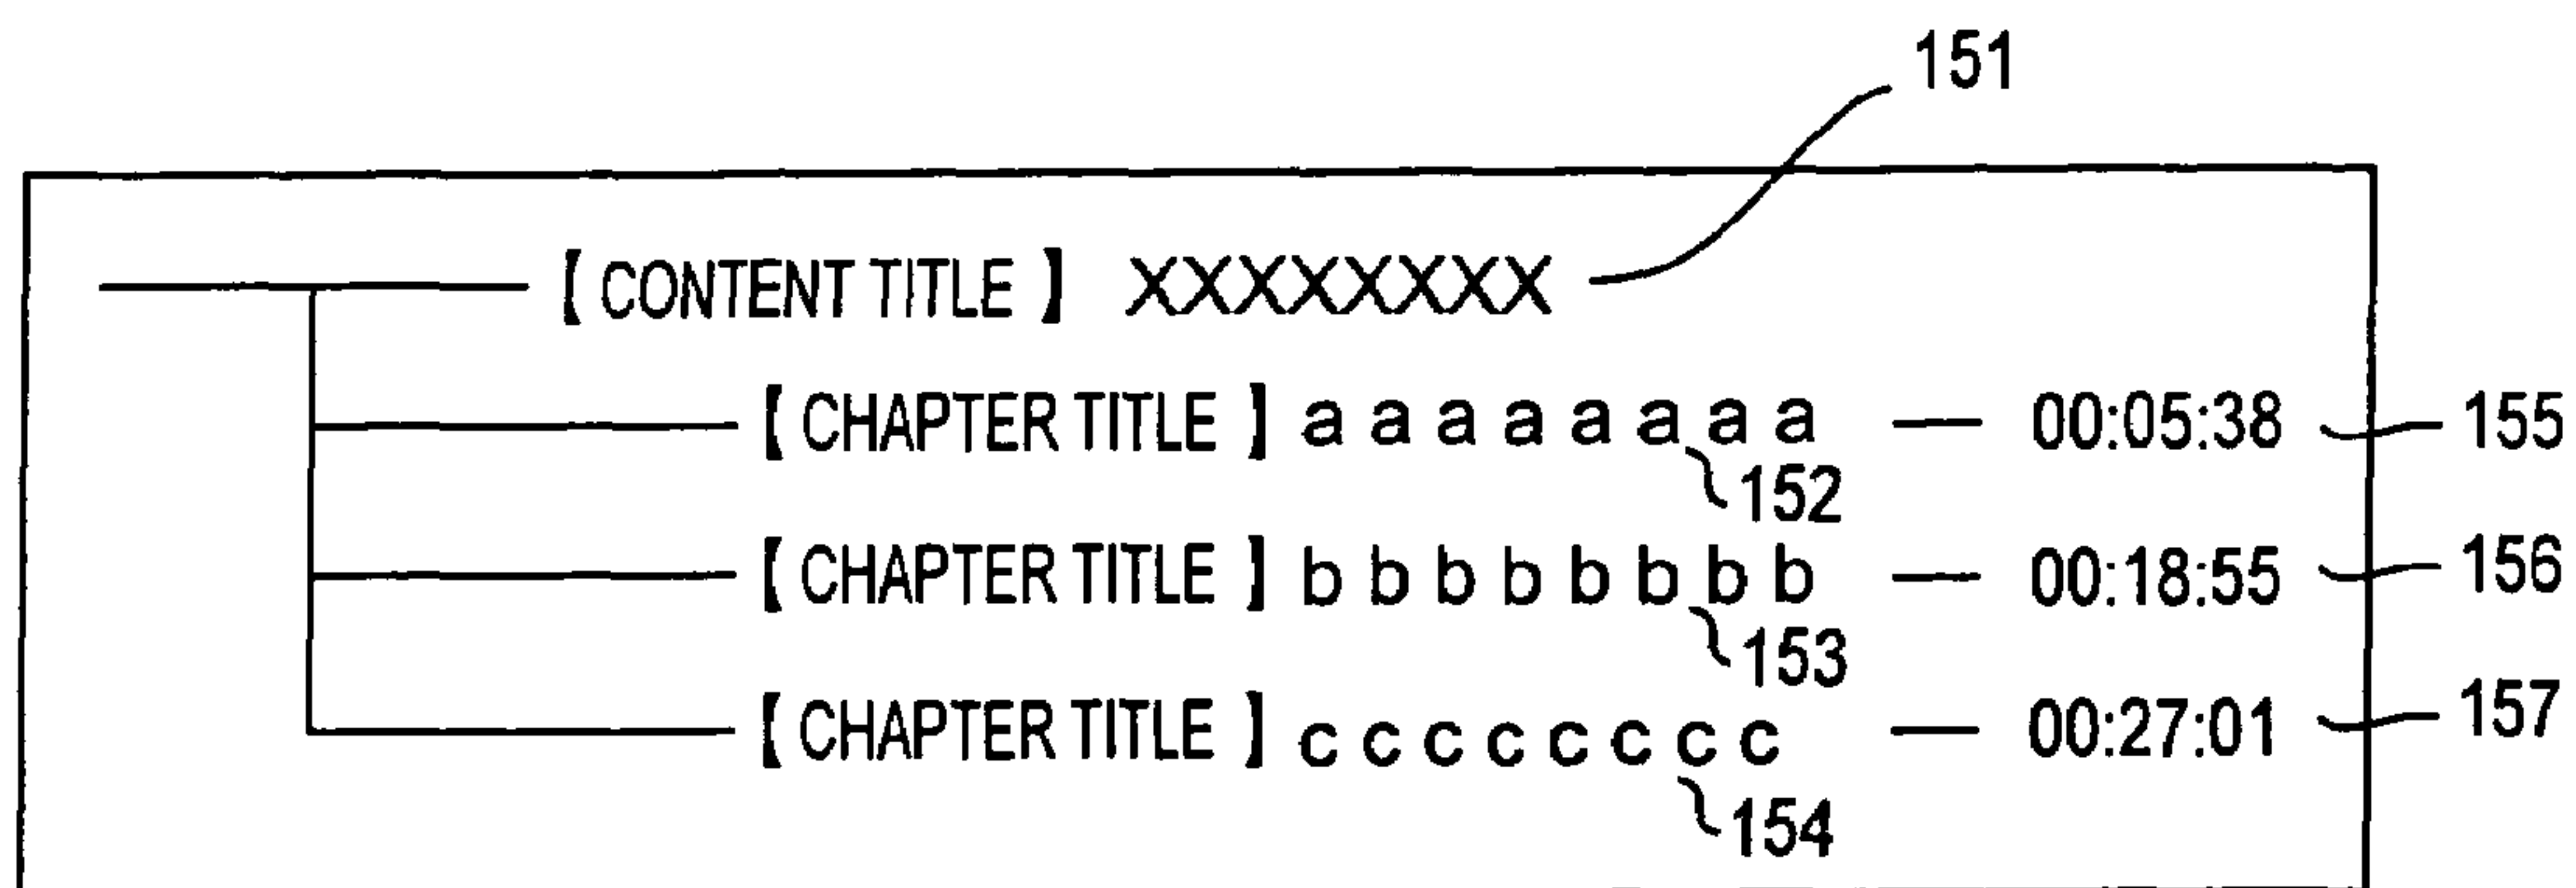 151
【 CONTENT TITLE 】 XXXXXXXX
【 CHAPTER TITLE 】 a a a a a a a a — 00:05:38 155
152
【 CHAPTER TITLE 】 b b b b b b b b — 00:18:55 156
153
【 CHAPTER TITLE 】 c c c c c c c c — 00:27:01 157
154